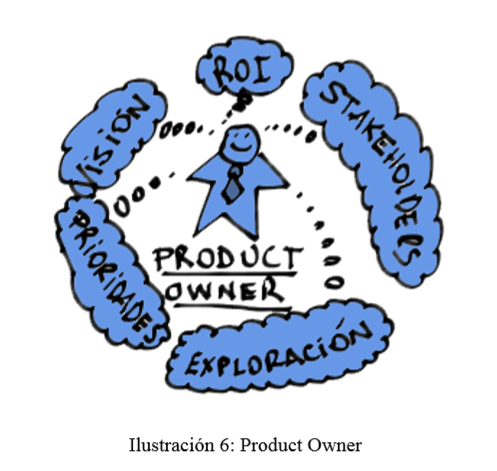 ROI
VISIÓN
STAKEHOLDERS
PRIORIDADES
PRODUCT
OWNER
EXPLORACIÓN
Ilustración 6: Product Owner